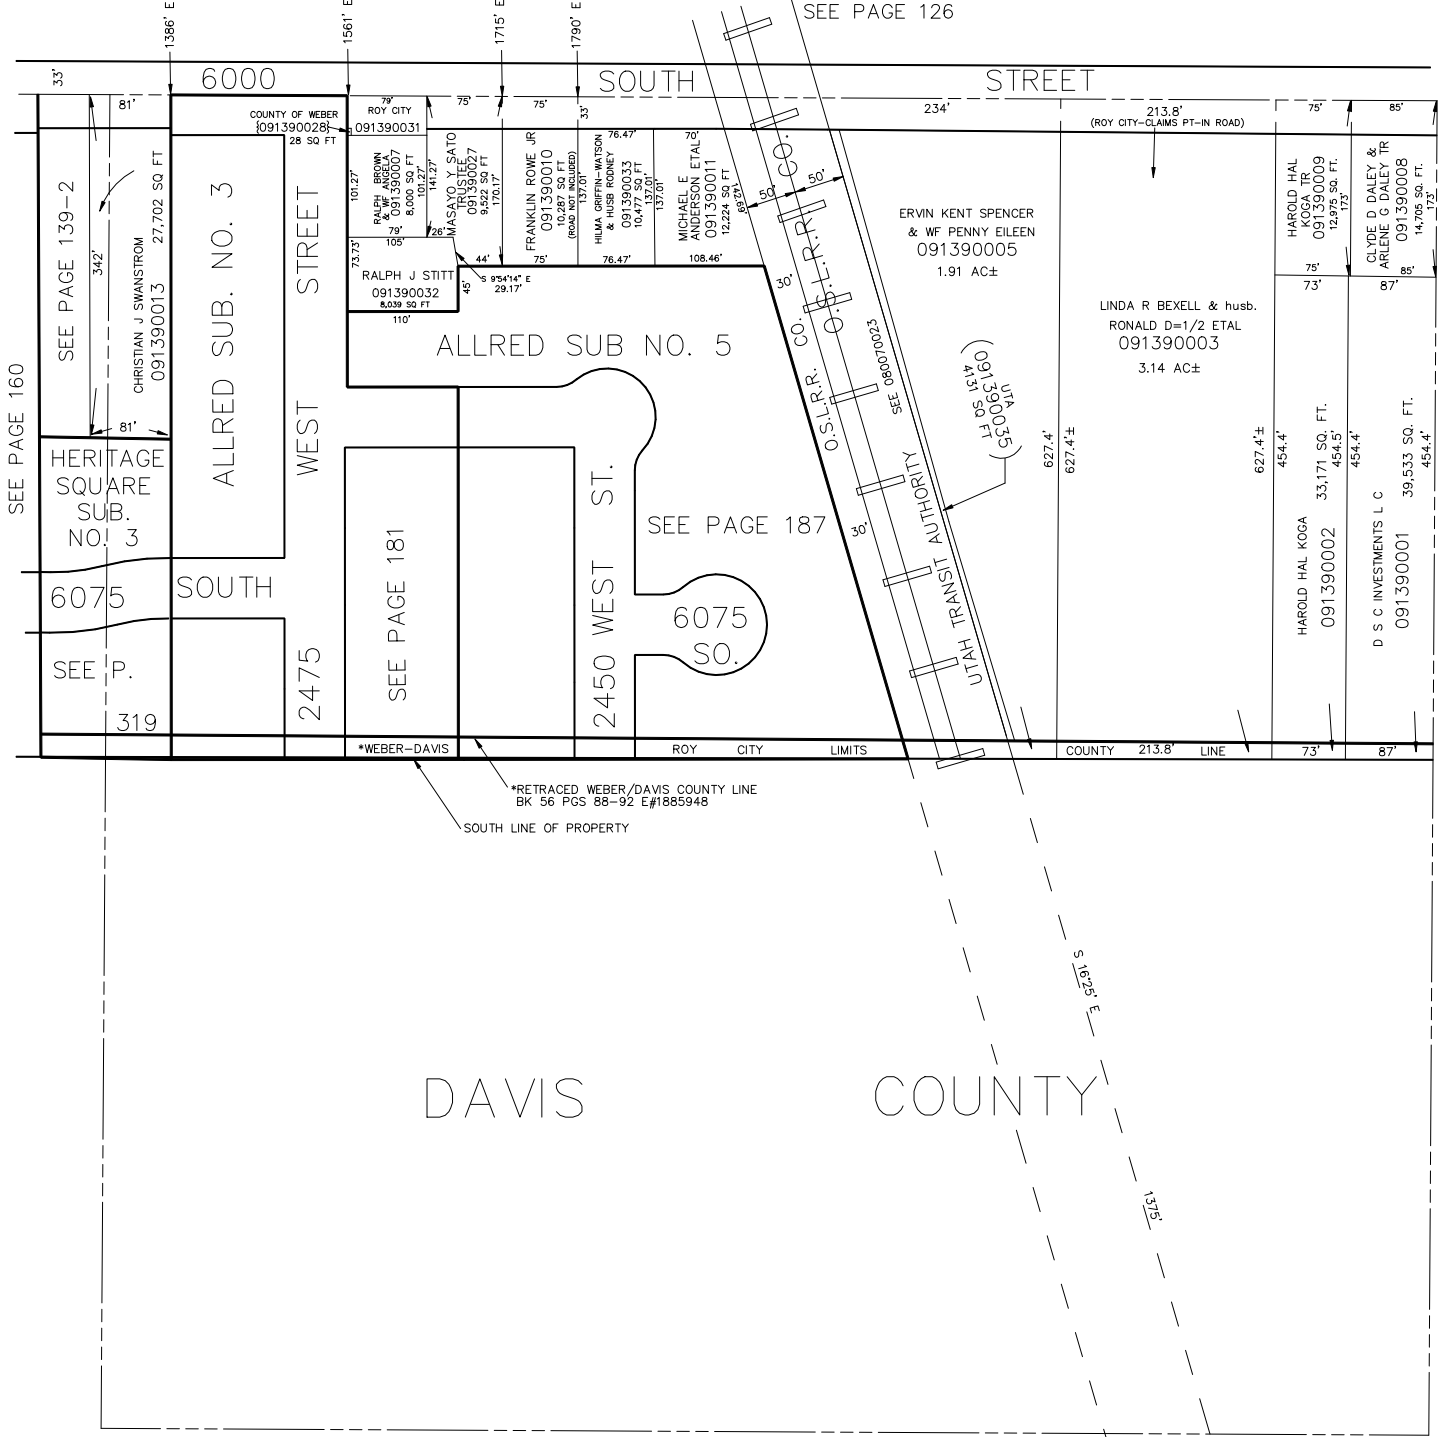 SEE PAGE 126
1386' E
1561' E
1715' E
1790' E
33'
6000
SOUTH
STREET
81'
COUNTY OF WEBER
{091390028}
28 SQ FT
79'
ROY CITY
091390031
75'
75'
33'
234'
213.8'
(ROY CITY-CLAIMS PT-IN ROAD)
75'
85'
SEE PAGE 139-2
342'
CHRISTIAN J SWANSTROM
091390013
27,702 SQ FT
81'
ALLRED SUB. NO. 3
STREET
WEST
2475
101.27'
RALPH BROWN
& WF ANGELA
091390007
8,000 SQ FT
101.27'
141.27'
79'
MASAYO Y SATO
TRUSTEE
091390027
9,522 SQ FT
170.17'
26'
44'
FRANKLIN ROWE JR
091390010
10,287 SQ FT
(ROAD NOT INCLUDED)
137.01'
75'
76.47'
HILMA GRIFFIN-WATSON
& HUSB RODNEY
091390033
10,477 SQ FT
137.01'
137.01'
76.47'
70'
MICHAEL E
ANDERSON ETAL
091390011
12,224 SQ FT
142.69'
108.46'
105'
73.73'
RALPH J STITT
091390032
8,039 SQ FT
45'
110'
S 9°54'14" E
29.17'
50'
50'
O.S.L.R.R. CO.
30'
O.S.L.R.R. CO.
SEE 080070023
30'
UTAH TRANSIT AUTHORITY
ERVIN KENT SPENCER
& WF PENNY EILEEN
091390005
1.91 AC±
UTA
(091390035)
4131 SQ FT
627.4'
627.4'±
LINDA R BEXELL & husb.
RONALD D=1/2 ETAL
091390003
3.14 AC±
627.4'±
HAROLD HAL
KOGA TR
091390009
12,975 SQ. FT.
173'
75'
CLYDE D DALEY &
ARLENE G DALEY TR
091390008
14,705 SQ. FT.
173'
85'
73'
87'
454.4'
HAROLD HAL KOGA
091390002
33,171 SQ. FT.
454.5'
454.4'
D S C INVESTMENTS L C
091390001
39,533 SQ. FT.
454.4'
ALLRED SUB NO. 5
SEE PAGE 160
HERITAGE
SQUARE
SUB.
NO. 3
6075
SOUTH
SEE P.
319
SEE PAGE 181
2450 WEST ST.
SEE PAGE 187
6075
SO.
*WEBER-DAVIS
ROY CITY LIMITS
COUNTY 213.8' LINE
73'
87'
*RETRACED WEBER/DAVIS COUNTY LINE
BK 56 PGS 88-92 E#1885948
SOUTH LINE OF PROPERTY
S 16°25' E
1375'
DAVIS COUNTY